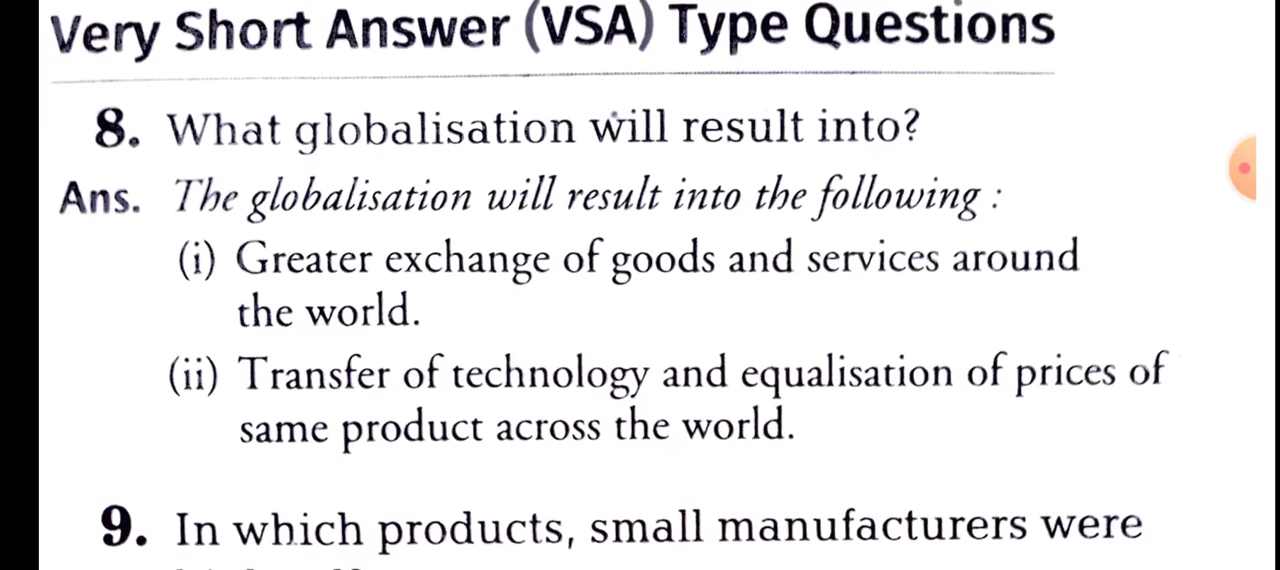 Very Short Answer (VSA) Type Questions
8. What globalisation will result into?
Ans. The globalisation will result into the following :
(i) Greater exchange of goods and services around
the world.
(ii) Transfer of technology and equalisation of prices of
same product across the world.
9. In which products, small manufacturers were